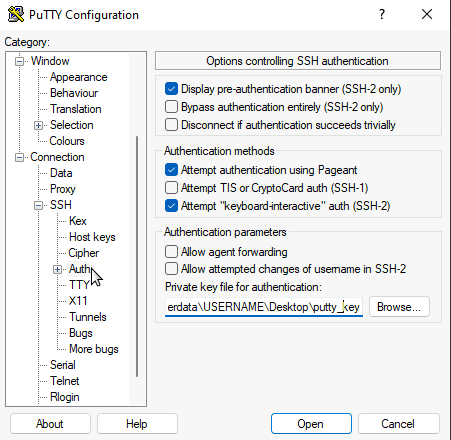 PuTTY Configuration
?
Category:
Window
Appearance
Behaviour
Translation
Selection
Colours
Connection
Data
Proxy
SSH
Kex
Host keys
Cipher
Auth
TTY
X11
Tunnels
Bugs
More bugs
Serial
Telnet
Rlogin
Options controlling SSH authentication
Display pre-authentication banner (SSH-2 only)
Bypass authentication entirely (SSH-2 only)
Disconnect if authentication succeeds trivially
Authentication methods
Attempt authentication using Pageant
Attempt TIS or CryptoCard auth (SSH-1)
Attempt "keyboard-interactive" auth (SSH-2)
Authentication parameters
Allow agent forwarding
Allow attempted changes of username in SSH-2
Private key file for authentication:
erdata\USERNAME\Desktop\putty_key
Browse...
About
Help
Open
Cancel